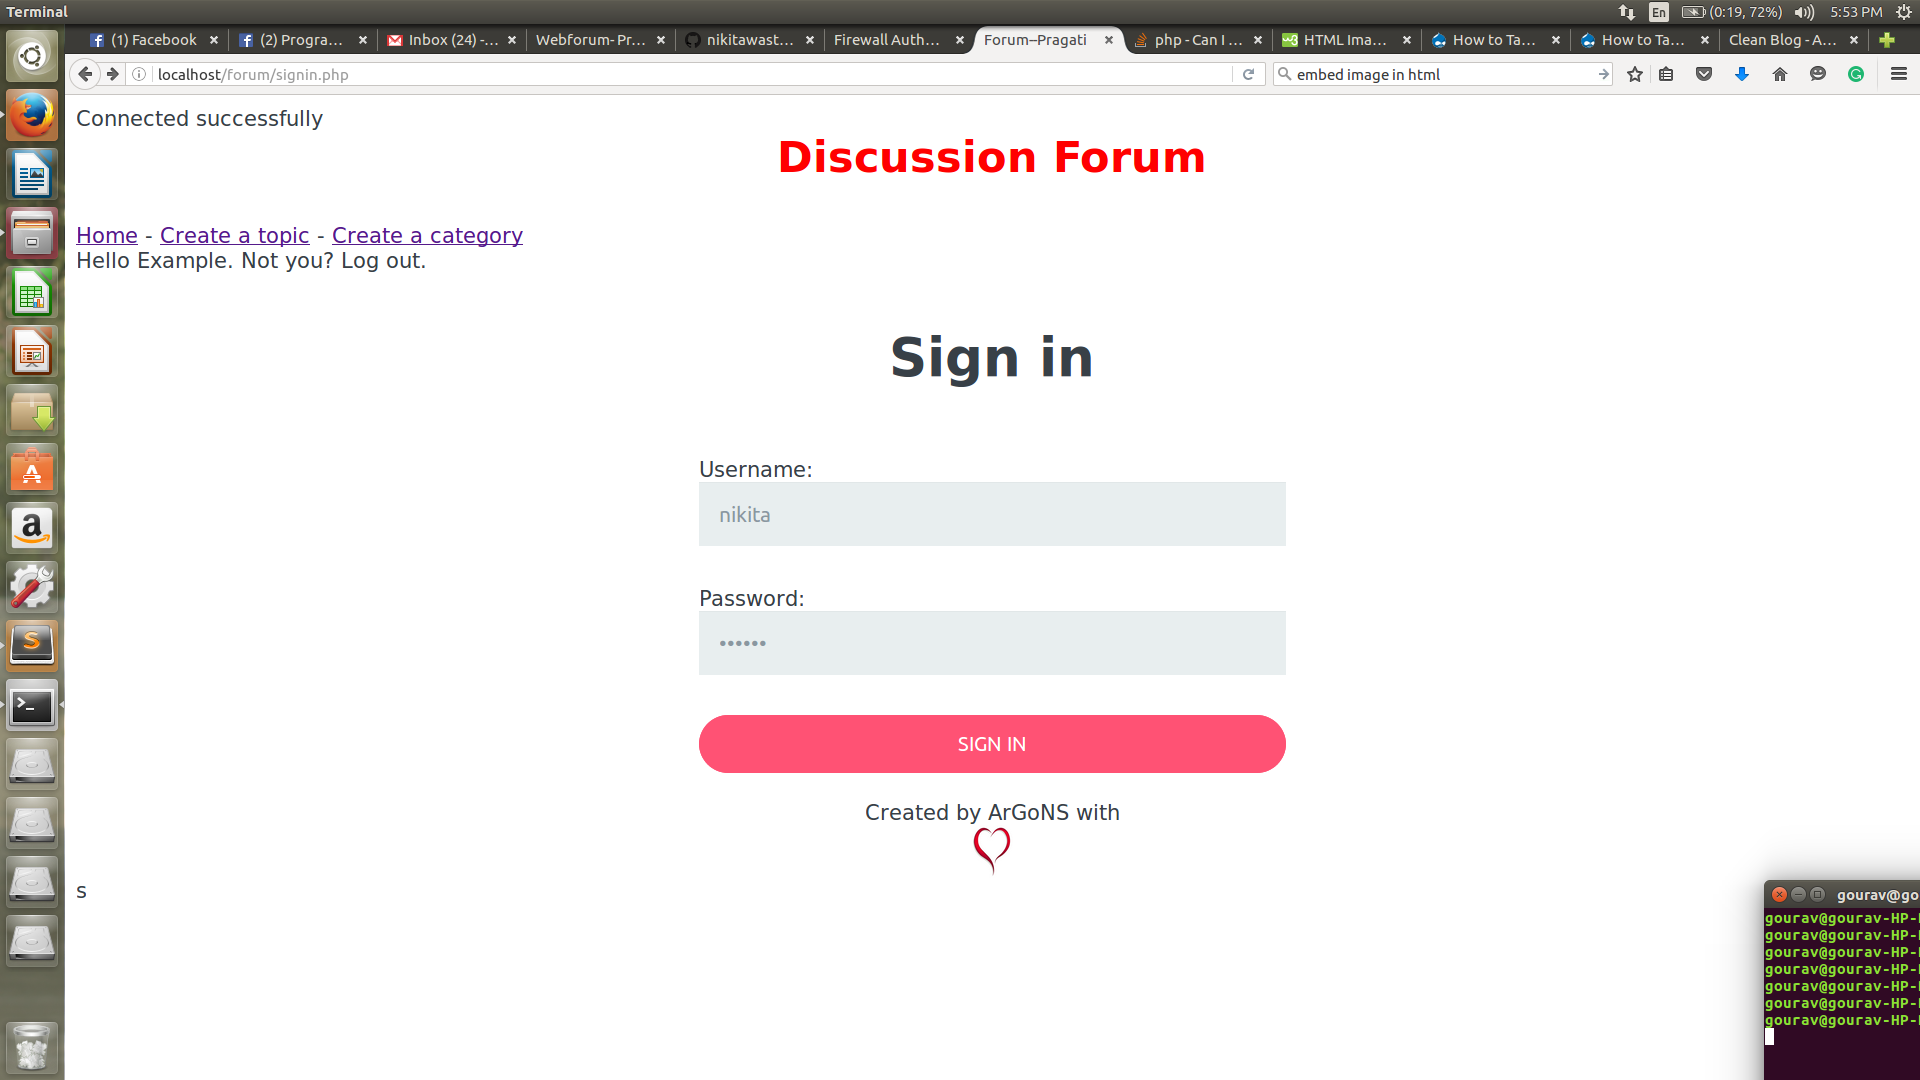 Terminal
En
(0:19, 72%)
5:53 PM
(1) Facebook
(2) Progra...
Inbox (24) -...
Webforum- Pr...
nikitawast...
Firewall Auth...
Forum--Pragati
php - Can I ...
HTML Ima...
How to Ta...
How to Ta...
Clean Blog - A...
localhost/forum/signin.php
embed image in html
Connected successfully
Discussion Forum
Home - Create a topic - Create a category
Hello Example. Not you? Log out.
Sign in
Username:
nikita
Password:
••••••
SIGN IN
Created by ArGoNS with
s
gourav@go
gourav@gourav-HP-
gourav@gourav-HP-
gourav@gourav-HP-
gourav@gourav-HP-
gourav@gourav-HP-
gourav@gourav-HP-
gourav@gourav-HP-